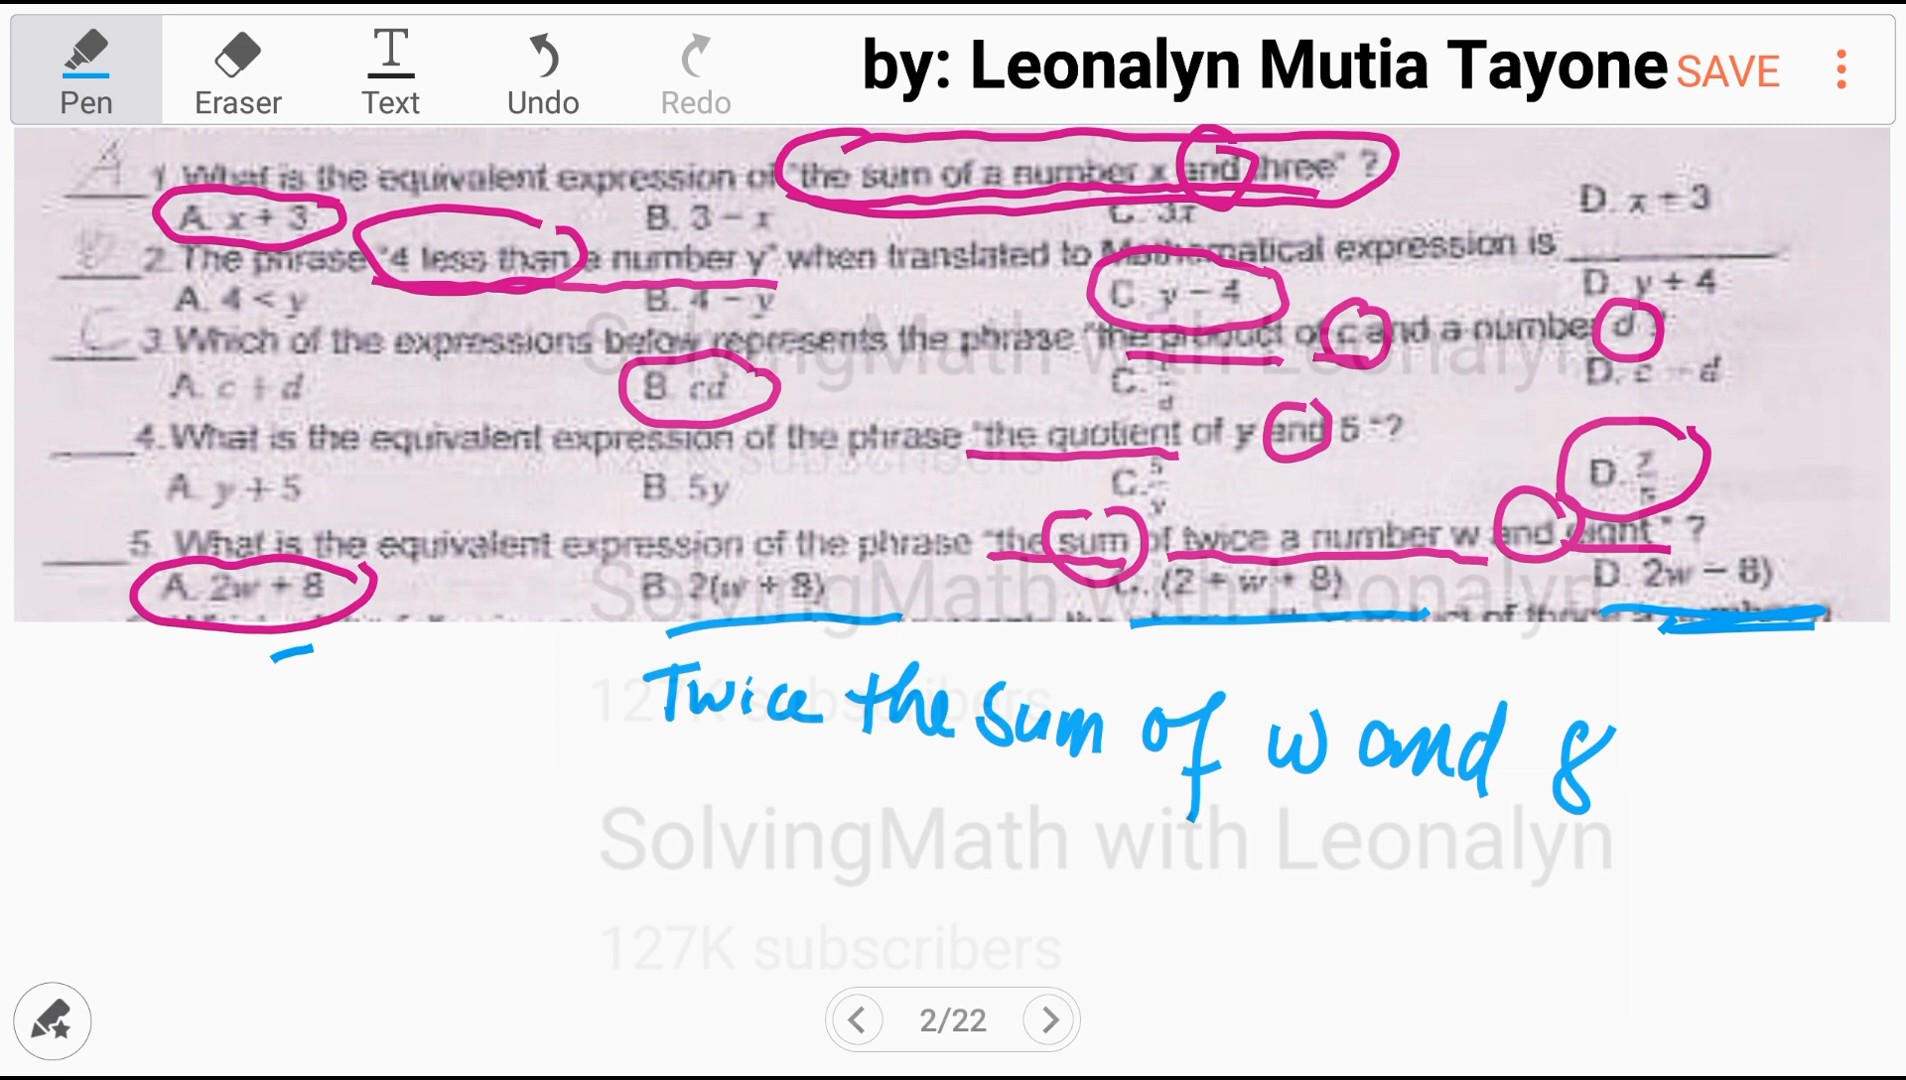 Pen Eraser Text Undo Redo by: Leonalyn Mutia Tayone SAVE
A 1. What is the equivalent expression of "the sum of a number x and three" ?
A. x + 3 B. 3 – x C. 3x D. x ÷ 3
2. The phrase "4 less than a number y" when translated to Mathematical expression is
A. 4 < y B. 4 – y C. y – 4 D. y + 4
C 3. Which of the expressions below represents the phrase "the product of c and a number d
A. c + d B. cd C. D. c - d
4. What is the equivalent expression of the phrase "the quotient of y and 5 "?
A. y + 5 B. 5y C. 5/y D. y/5
5. What is the equivalent expression of the phrase "the sum of twice a number w and eight" ?
A. 2w + 8 B. 2(w + 8) C. (2 + w + 8) D. 2w – 8)
Twice the sum of w and 8
SolvingMath with Leonalyn
127K subscribers
2/22